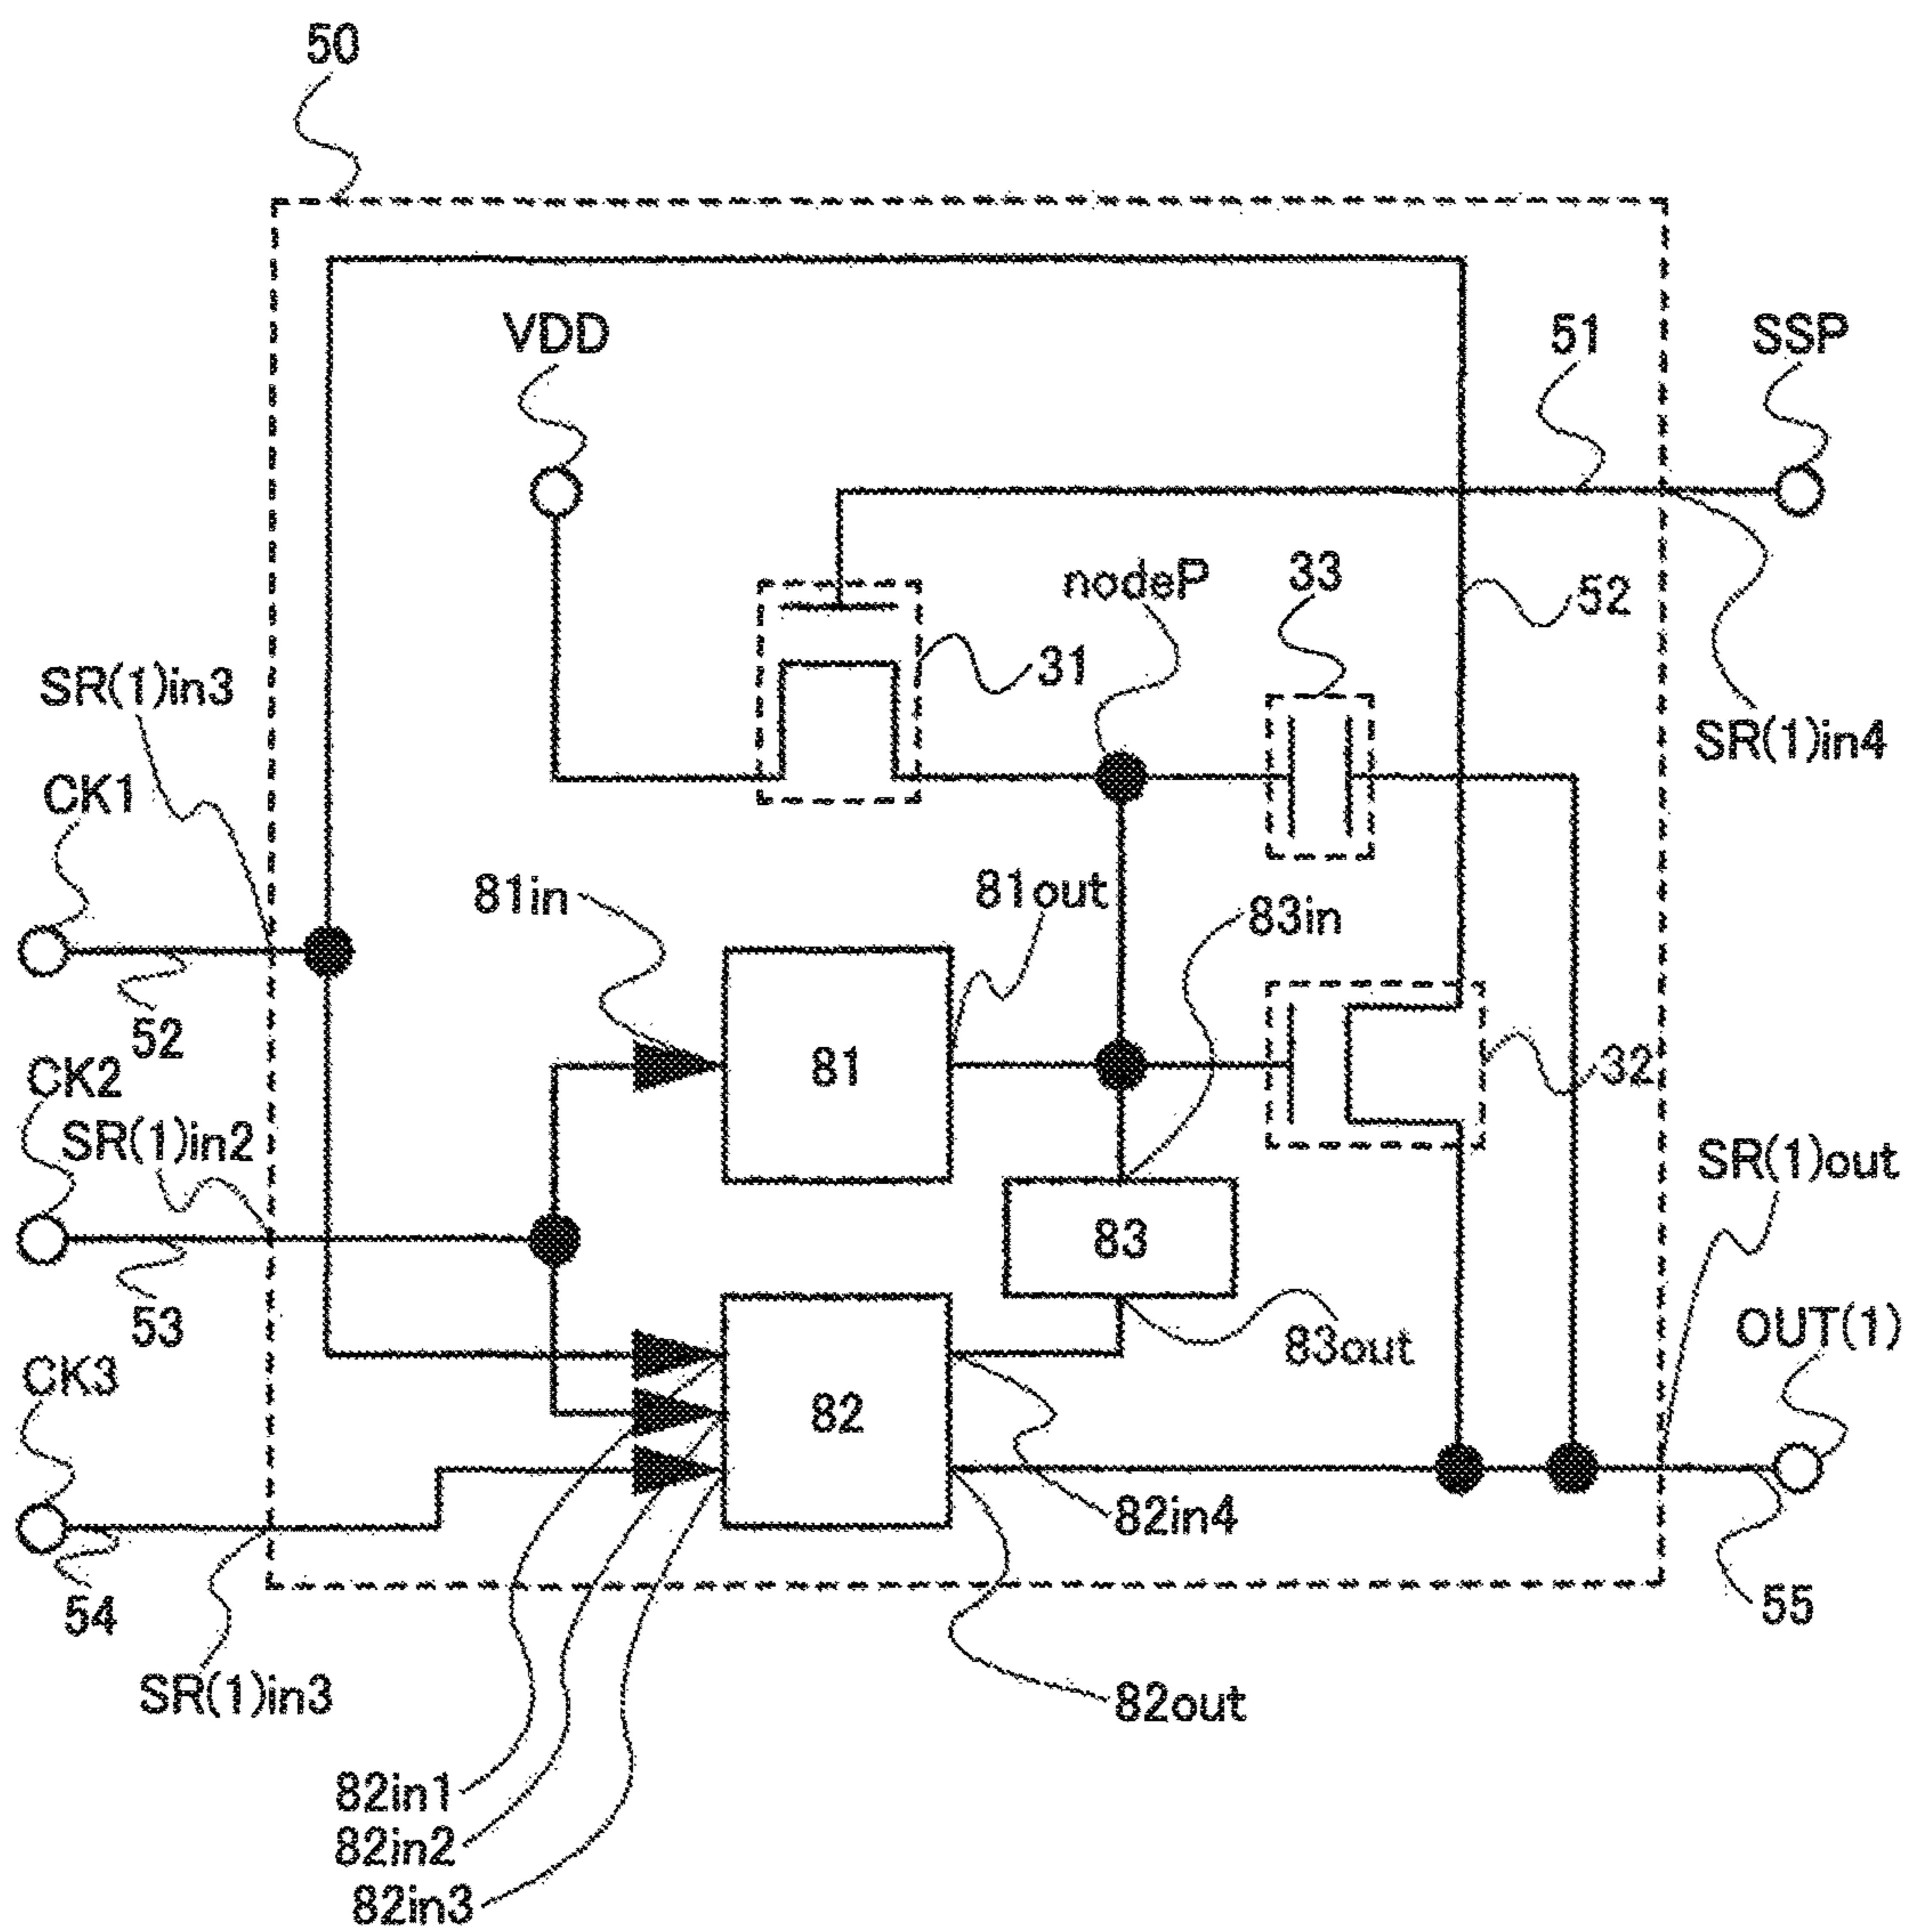 50
VDD
51
SSP
nodeP
33
52
31
SR(1)in3
SR(1)in4
CK1
81in
81out
83in
52
81
32
CK2
SR(1)in2
SR(1)out
83
53
83out
OUT(1)
CK3
82
82in4
54
55
SR(1)in3
82out
82in1
82in2
82in3